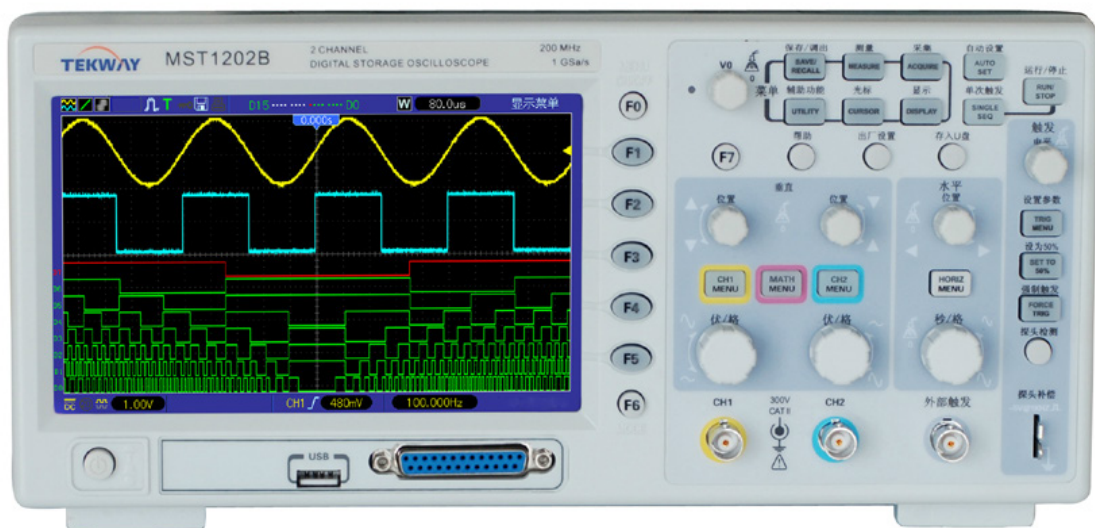 TEKWAY
MST1202B
2 CHANNEL
DIGITAL STORAGE OSCILLOSCOPE
200 MHz
1 GSa/s
T
D15
D0
W
80.0us
显示菜单
0.000s
1.00V
CH1
480mV
100.000Hz
USB
F0
F1
F2
F3
F4
F5
F6
F7
V0
菜单
保存/调出
测量
采集
自动设置
SAVE/
RECALL
MEASURE
ACQUIRE
AUTO
SET
运行/停止
RUN/
STOP
辅助功能
光标
显示
单次触发
UTILITY
CURSOR
DISPLAY
SINGLE
SEQ
帮助
出厂设置
存入U盘
垂直
位置
位置
CH1
MENU
MATH
MENU
CH2
MENU
伏/格
伏/格
水平
位置
HORIZ
MENU
秒/格
触发
电平
设置参数
TRIG
MENU
设为50%
SET TO
50%
强制触发
FORCE
TRIG
探头检测
探头补偿
CH1
300V
CAT II
CH2
外部触发